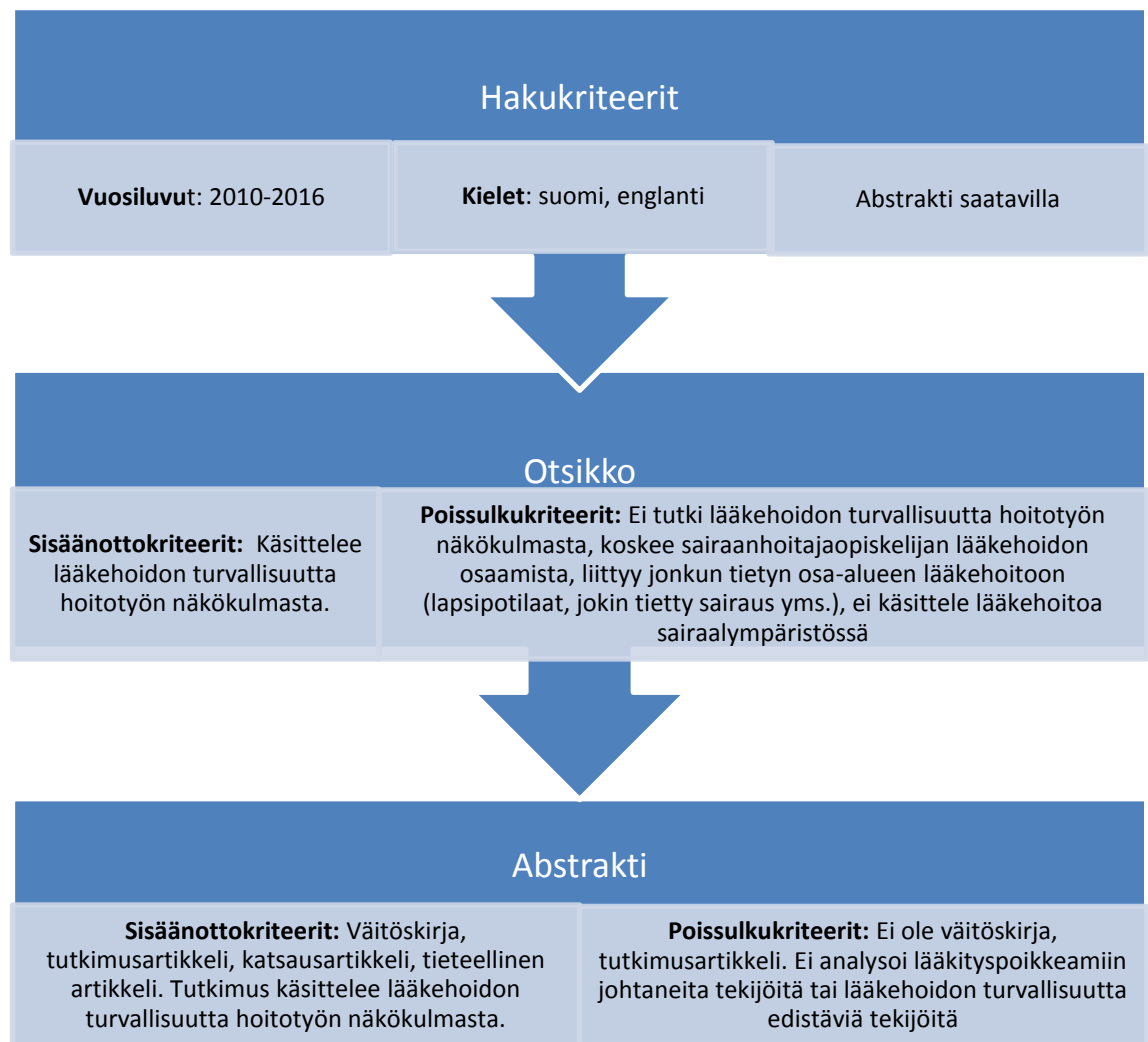 Hakukriteerit
Vuosiluvut: 2010-2016
Kielet: suomi, englanti
Abstrakti saatavilla
Otsikko
Sisäänottokriteerit: Käsittelee
lääkehoidon turvallisuutta
hoitotyön näkökulmasta.
Poissulkukriteerit: Ei tutki lääkehoidon turvallisuutta hoitotyön
näkökulmasta, koskee sairaanhoitajaopiskelijan lääkehoidon
osaamista, liittyy jonkun tietyn osa-alueen lääkehoitoon
(lapsipotilaat, jokin tietty sairaus yms.), ei käsittele lääkehoitoa
sairaalympäristössä
Abstrakti
Sisäänottokriteerit: Väitöskirja,
tutkimusartikkeli, katsausartikkeli, tieteellinen
artikkeli. Tutkimus käsittelee lääkehoidon
turvallisuutta hoitotyön näkökulmasta.
Poissulkukriteerit: Ei ole väitöskirja,
tutkimusartikkeli. Ei analysoi lääkityspoikkeamiin
johtaneita tekijöitä tai lääkehoidon turvallisuutta
edistäviä tekijöitä